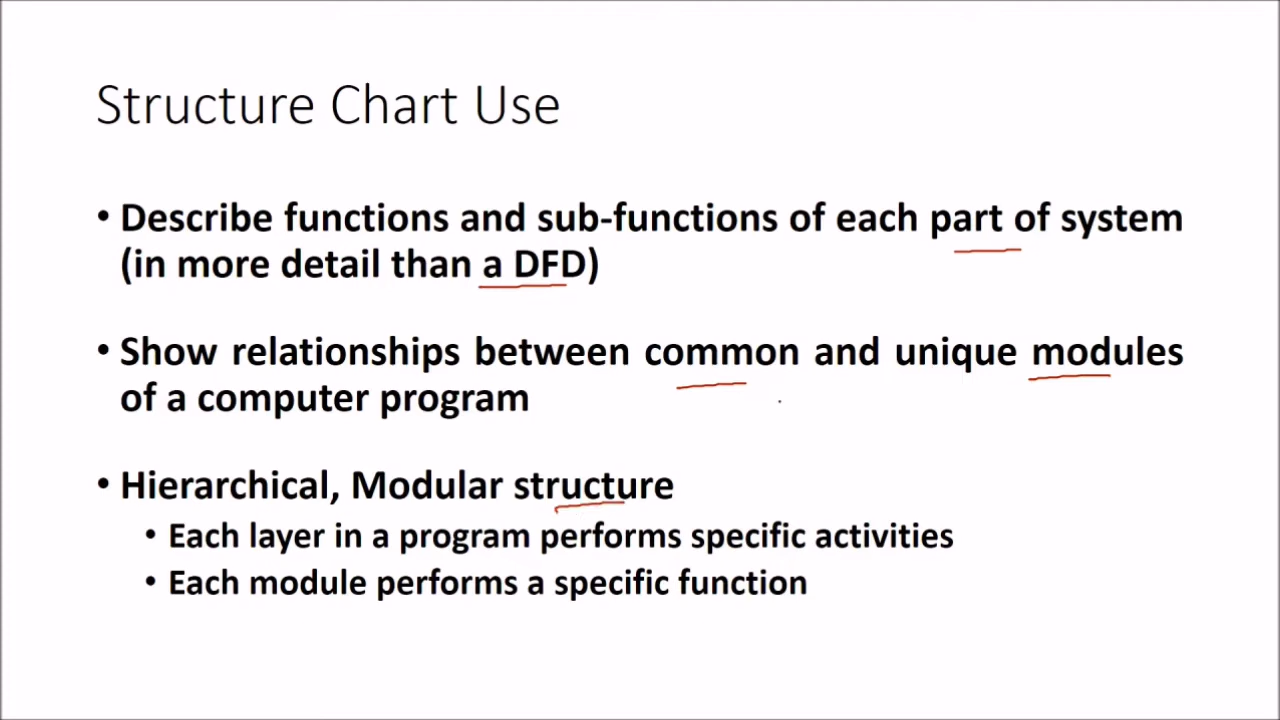 Structure Chart Use
• Describe functions and sub-functions of each part of system
(in more detail than a DFD)
• Show relationships between common and unique modules
of a computer program
• Hierarchical, Modular structure
• Each layer in a program performs specific activities
• Each module performs a specific function